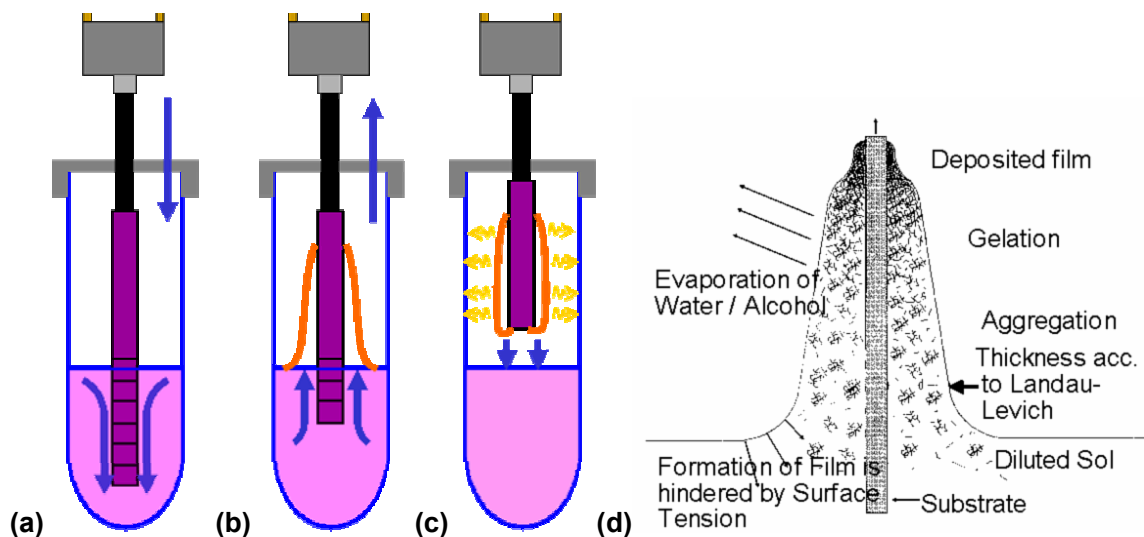 Deposited film
Gelation
Evaporation of
Water / Alcohol
Aggregation
Thickness acc.
to Landau-
Levich
Formation of Film is
hindered by Surface
Tension
Diluted Sol
Substrate
(a)
(b)
(c)
(d)